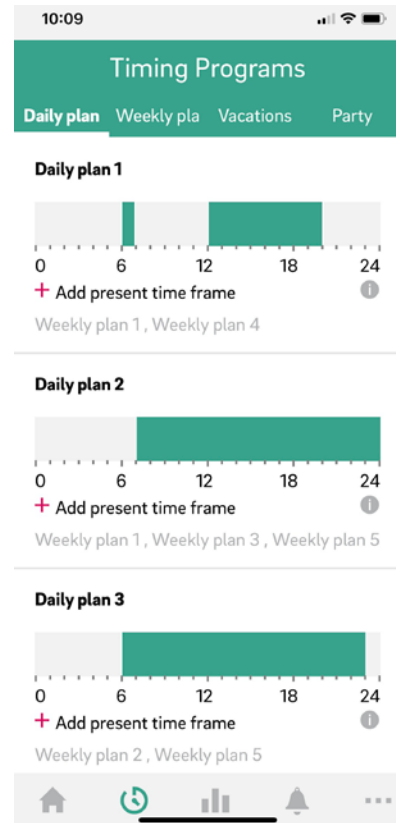 10:09
Timing Programs
Daily plan Weekly pla Vacations Party
Daily plan 1
0 6 12 18 24
+ Add present time frame
Weekly plan 1 , Weekly plan 4
Daily plan 2
0 6 12 18 24
+ Add present time frame
Weekly plan 1 , Weekly plan 3 , Weekly plan 5
Daily plan 3
0 6 12 18 24
+ Add present time frame
Weekly plan 2 , Weekly plan 5